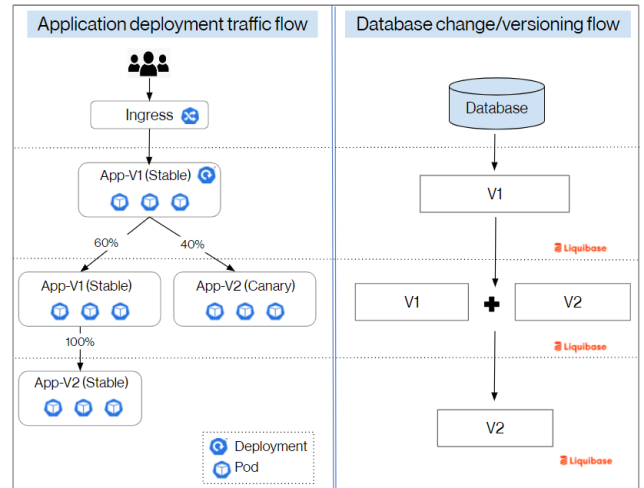 Application deployment traffic flow
Database change/versioning flow
Ingress
Database
App-V1 (Stable)
V1
60%
40%
Liquibase
App-V1 (Stable)
App-V2 (Canary)
V1
V2
100%
Liquibase
App-V2 (Stable)
V2
Deployment
Pod
Liquibase